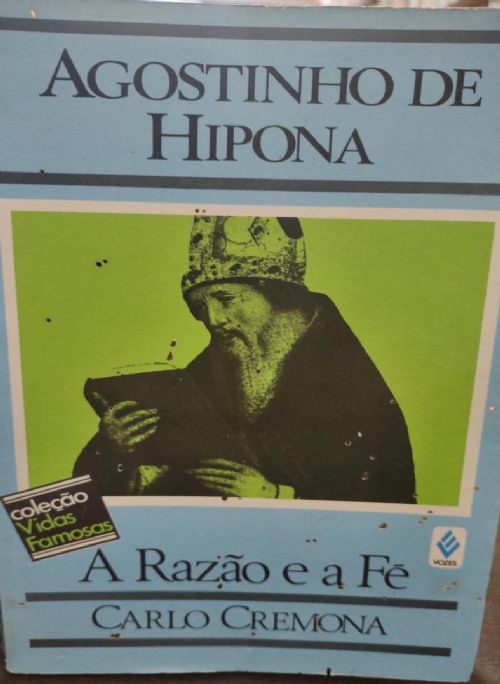 AGOSTINHO DE
HIPONA
coleção
Vidas
Famosas
VOZES
A Razão e a Fé
CARLO CREMONA